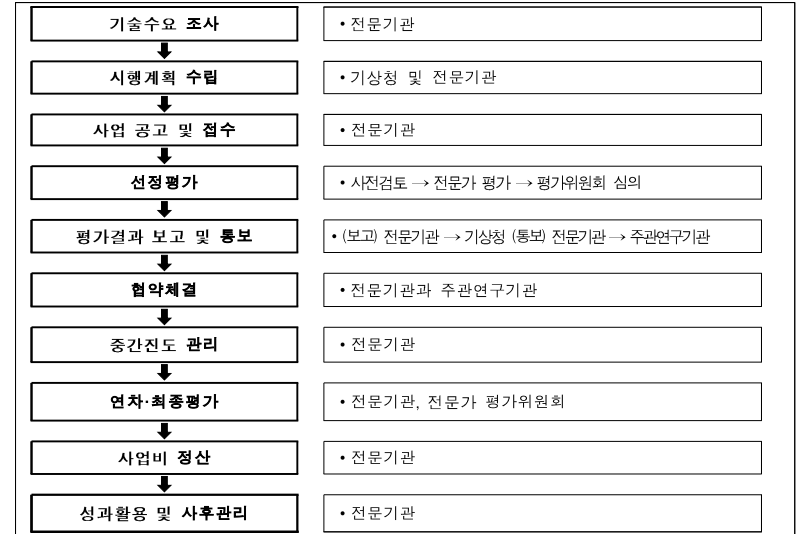 기술수요 조사
• 전문기관
시행계획 수립
• 기상청 및 전문기관
사업 공고 및 접수
• 전문기관
선정평가
• 사전검토 → 전문가 평가 → 평가위원회 심의
평가결과 보고 및 통보
• (보고) 전문기관 → 기상청 (통보) 전문기관 → 주관연구기관
협약체결
• 전문기관과 주관연구기관
중간진도 관리
• 전문기관
연차·최종평가
• 전문기관, 전문가 평가위원회
사업비 정산
• 전문기관
성과활용 및 사후관리
• 전문기관